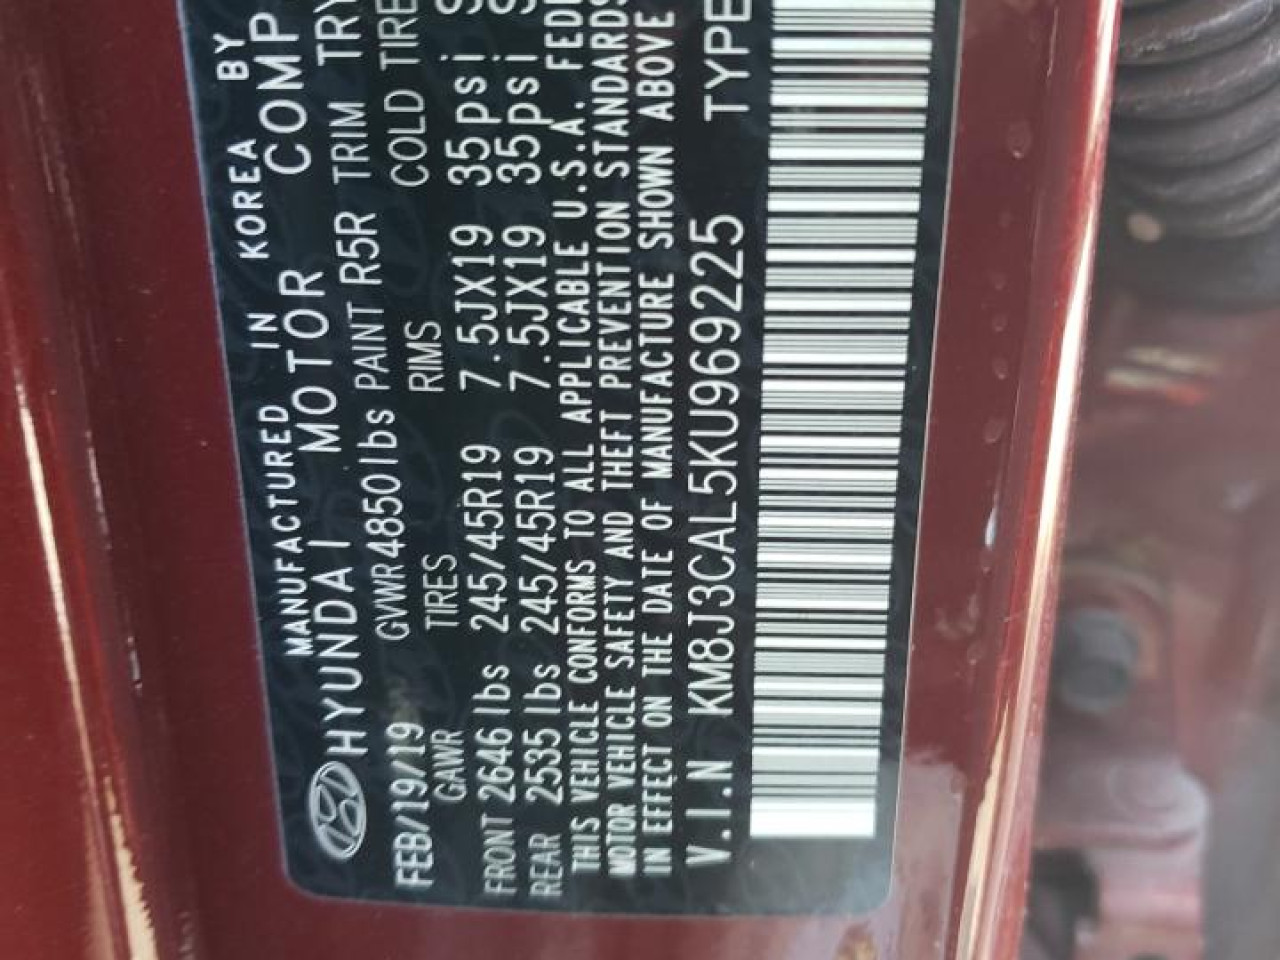 MANUFACTURED IN KOREA BY
HYUNDAI MOTOR COMP
FEB/19/19 GVWR4850lbs PAINT R5R TRIM TRY
GAWR TIRES RIMS COLD TIRE
FRONT 2646lbs 245/45R19 7.5JX19 35psi
REAR 2535lbs 245/45R19 7.5JX19 35psi
THIS VEHICLE CONFORMS TO ALL APPLICABLE U.S.A. FED
MOTOR VEHICLE SAFETY AND THEFT PREVENTION STANDARDS
IN EFFECT ON THE DATE OF MANUFACTURE SHOWN ABOVE
V.I.N KM8J3CAL5KU969225 TYPE